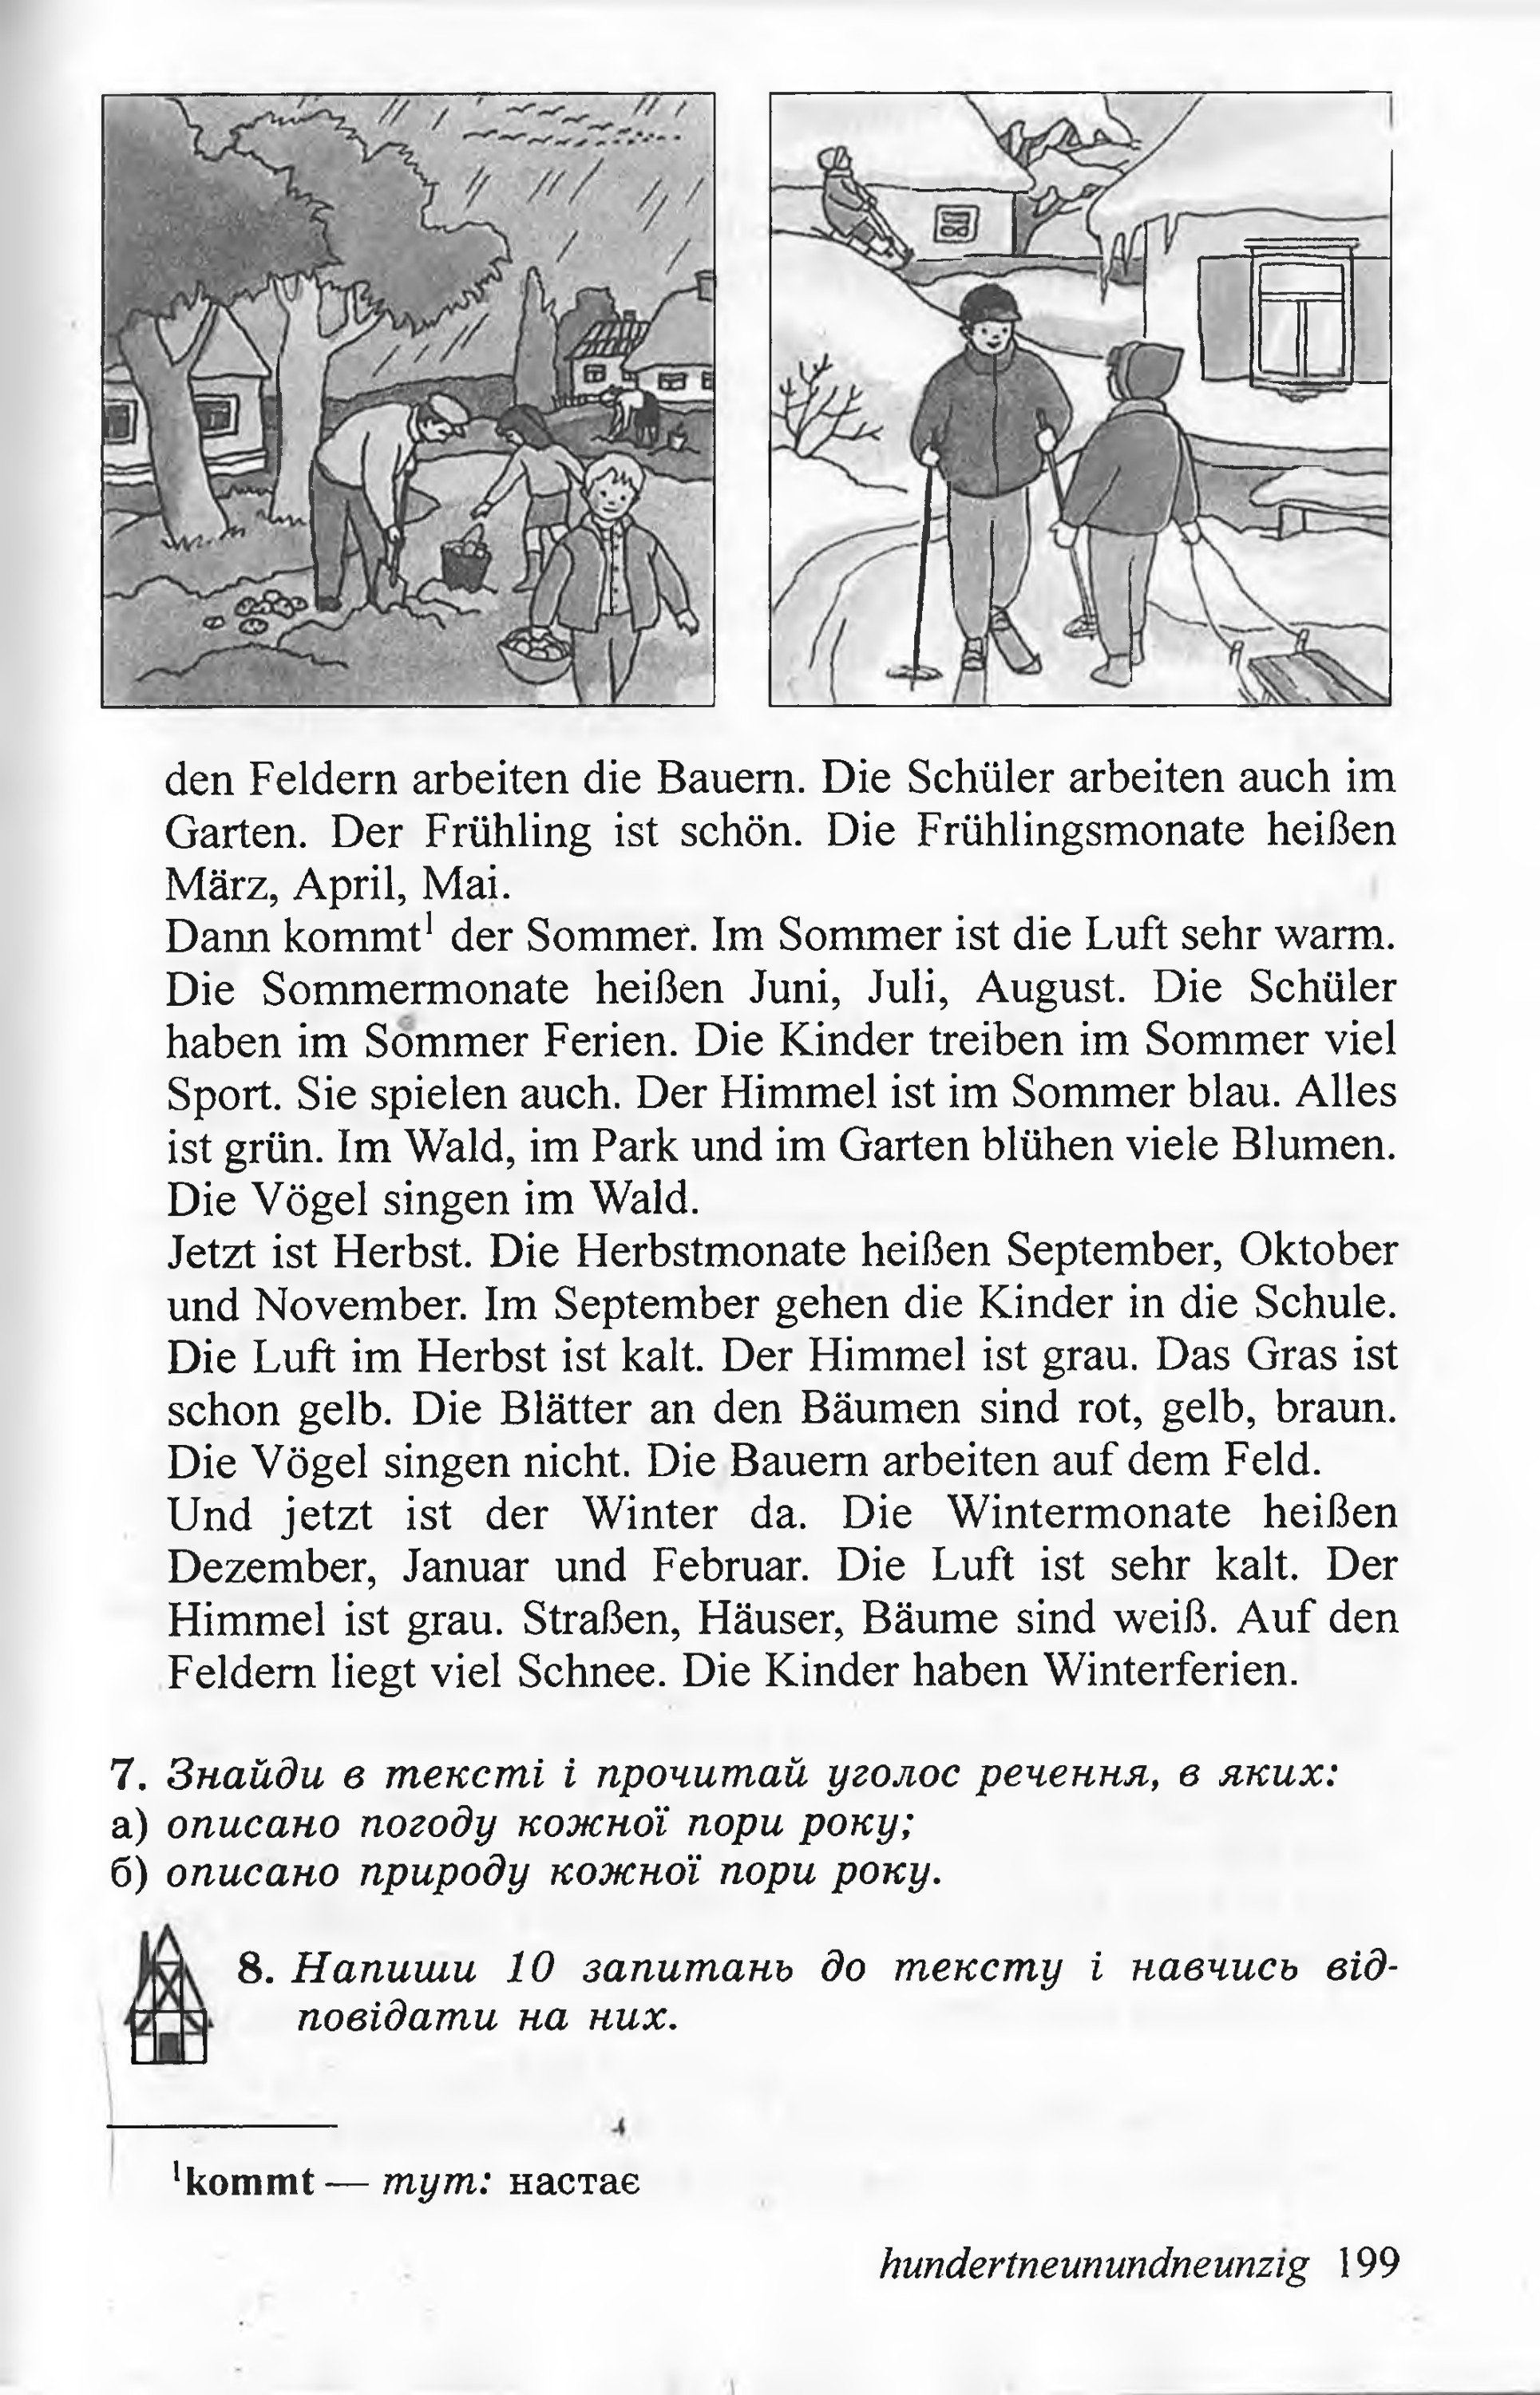 den Feldern arbeiten die Bauern. Die Schüler arbeiten auch im
Garten. Der Frühling ist schön. Die Frühlingsmonate heißen
März, April, Mai.
Dann kommt¹ der Sommer. Im Sommer ist die Luft sehr warm.
Die Sommermonate heißen Juni, Juli, August. Die Schüler
haben im Sommer Ferien. Die Kinder treiben im Sommer viel
Sport. Sie spielen auch. Der Himmel ist im Sommer blau. Alles
ist grün. Im Wald, im Park und im Garten blühen viele Blumen.
Die Vögel singen im Wald.
Jetzt ist Herbst. Die Herbstmonate heißen September, Oktober
und November. Im September gehen die Kinder in die Schule.
Die Luft im Herbst ist kalt. Der Himmel ist grau. Das Gras ist
schon gelb. Die Blätter an den Bäumen sind rot, gelb, braun.
Die Vögel singen nicht. Die Bauern arbeiten auf dem Feld.
Und jetzt ist der Winter da. Die Wintermonate heißen
Dezember, Januar und Februar. Die Luft ist sehr kalt. Der
Himmel ist grau. Straßen, Häuser, Bäume sind weiß. Auf den
Feldern liegt viel Schnee. Die Kinder haben Winterferien.
7. Знайди в тексті і прочитай уголос речення, в яких:
а) описано погоду кожної пори року;
б) описано природу кожної пори року.
8. Напиши 10 запитань до тексту і навчись від-
повідати на них.
¹kommt — тут: настає
hundertneunundneunzig 199